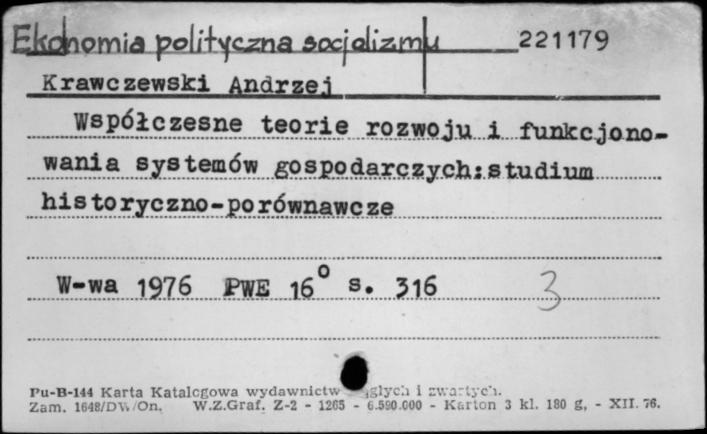 Ekonomia polityczna socjalizmu 221179
Krawczewski Andrzej
Współczesne teorie rozwoju i funkcjono-
wania systemów gospodarczych:studium
historyczno-porównawcze
W-wa 1976 PWE 16° s. 316 3
Pu-B-144 Karta Katalogowa wydawnictw głych i zwartych.
Zam. 1648/DW/On. W.Z.Graf. Z-2 - 1265 - 6.590.000 - Karton 3 kl. 180 g, - XII. 76.